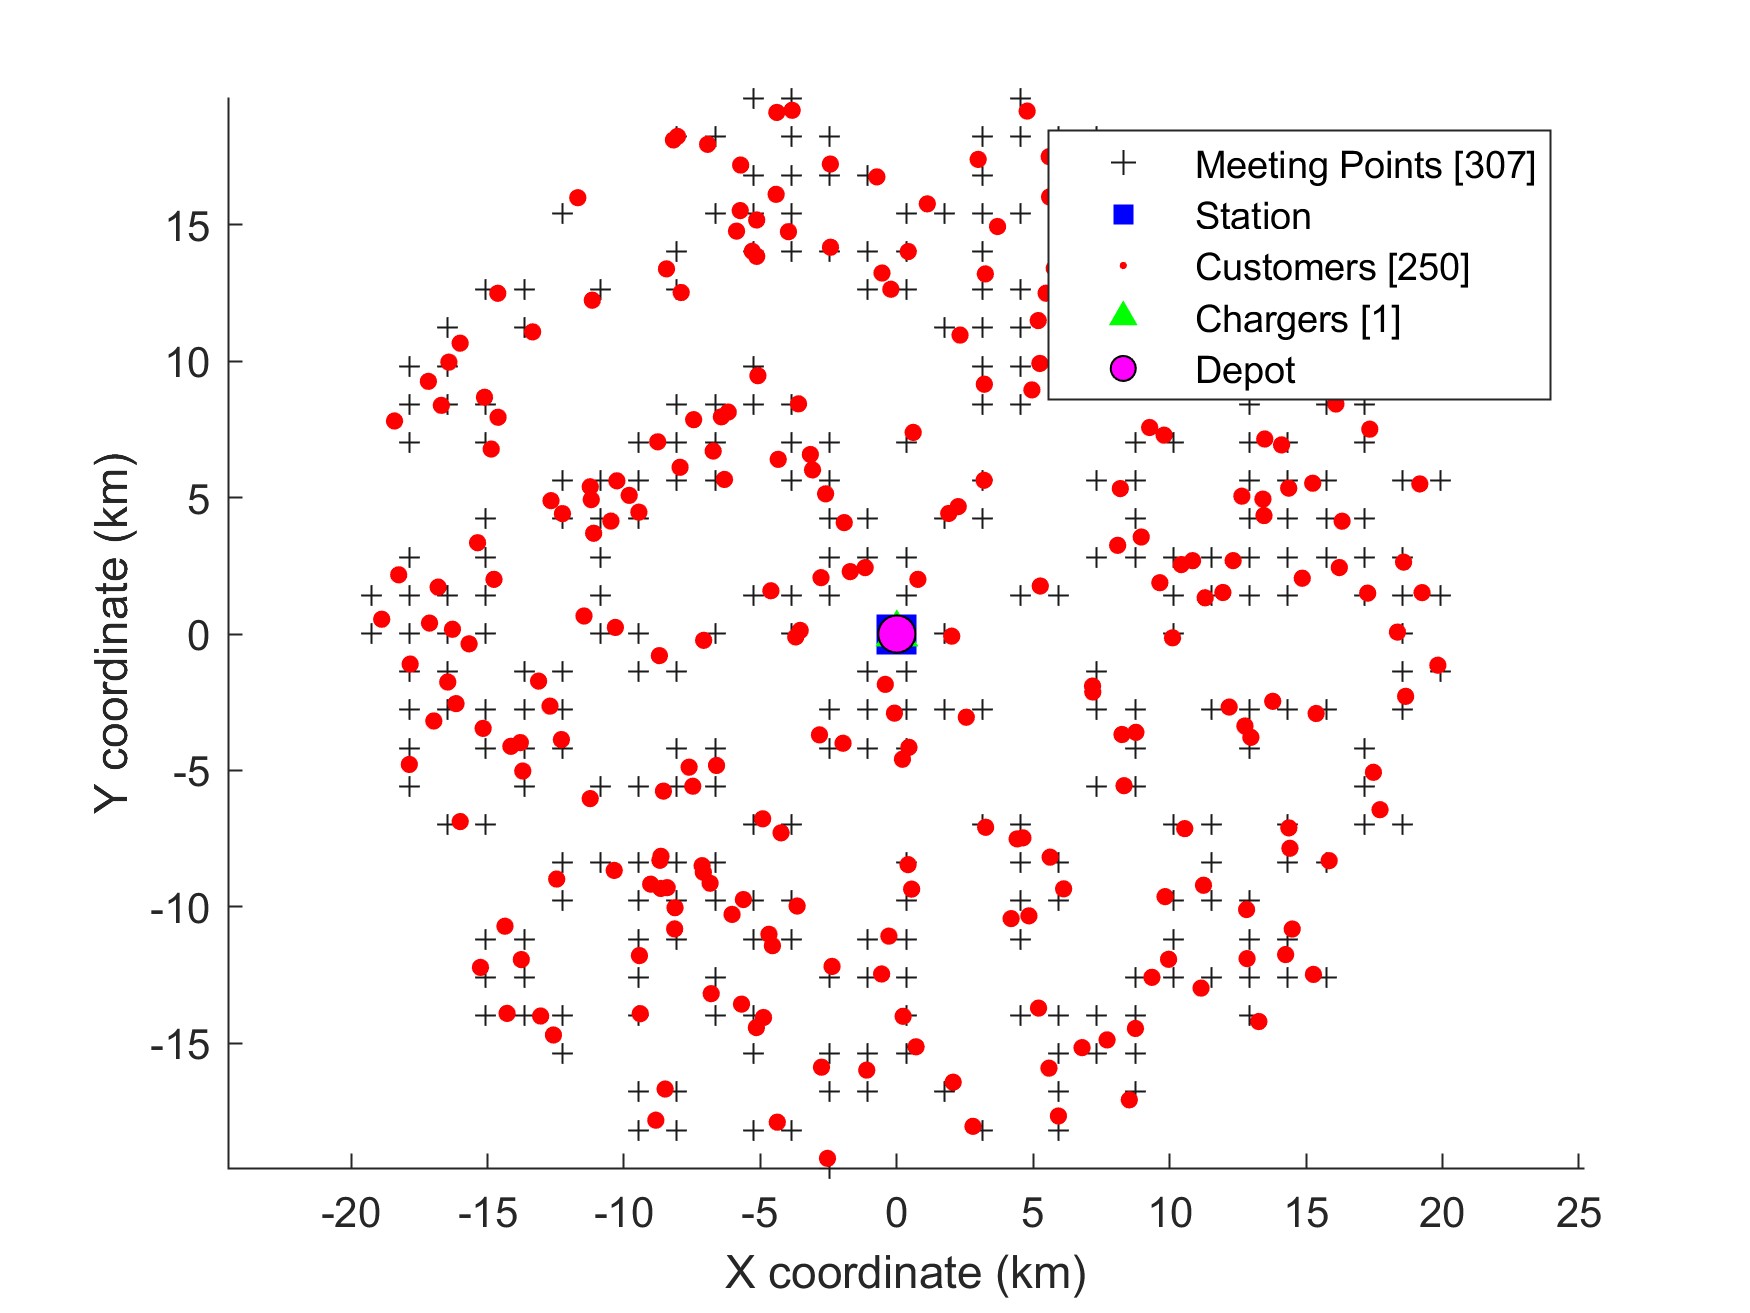 Meeting Points [307]
Station
Customers [250]
Chargers [1]
Depot
15
10
5
0
-5
-10
-15
Y coordinate (km)
-20 -15 -10 -5 0 5 10 15 20 25
X coordinate (km)